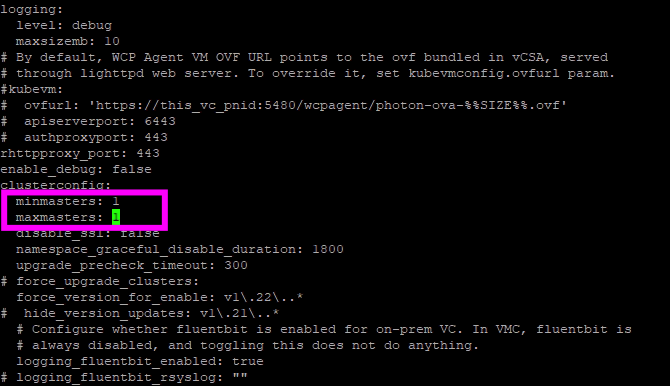 logging:
  level: debug
  maxsizemb: 10
# By default, WCP Agent VM OVF URL points to the ovf bundled in vCSA, served
# through lighttpd web server. To override it, set kubevmconfig.ovfurl param.
#kubevm:
#  ovfurl: 'https://this_vc_pnid:5480/wcpagent/photon-ova-%%SIZE%%.ovf'
#  apiserverport: 6443
#  authproxyport: 443
rhttpproxy_port: 443
enable_debug: false
clusterconfig:
  minmasters: 1
  maxmasters: 1
  disable_ssl: false
  namespace_graceful_disable_duration: 1800
  upgrade_precheck_timeout: 300
# force_upgrade_clusters:
  force_version_for_enable: v1\.22\..*
#  hide_version_updates: v1\.21\..*
  # Configure whether fluentbit is enabled for on-prem VC. In VMC, fluentbit is
  # always disabled, and toggling this does not do anything.
  logging_fluentbit_enabled: true
# logging_fluentbit_rsyslog: ""